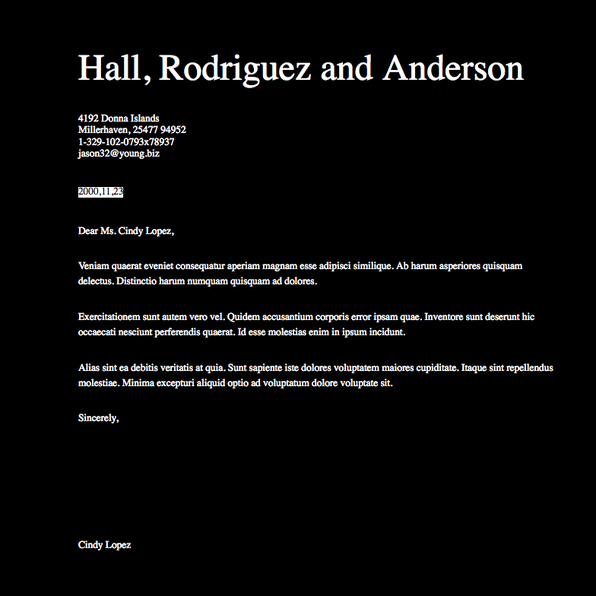 Hall, Rodriguez and Anderson
4192 Donna Islands
Millerhaven, 25477 94952
1-329-102-0793x78937
jason32@young.biz
2000,11,23
Dear Ms. Cindy Lopez,
Veniam quaerat eveniet consequatur aperiam magnam esse adipisci similique. Ab harum asperiores quisquam
delectus. Distinctio harum numquam quisquam ad dolores.
Exercitationem sunt autem vero vel. Quidem accusantium corporis error ipsam quae. Inventore sunt deserunt hic
occaecati nesciunt perferendis quaerat. Id esse molestias enim in ipsum incidunt.
Alias sint ea debitis veritatis at quia. Sunt sapiente iste dolores voluptatem maiores cupiditate. Itaque sint repellendus
molestiae. Minima excepturi aliquid optio ad voluptatum dolore voluptate sit.
Sincerely,
Cindy Lopez